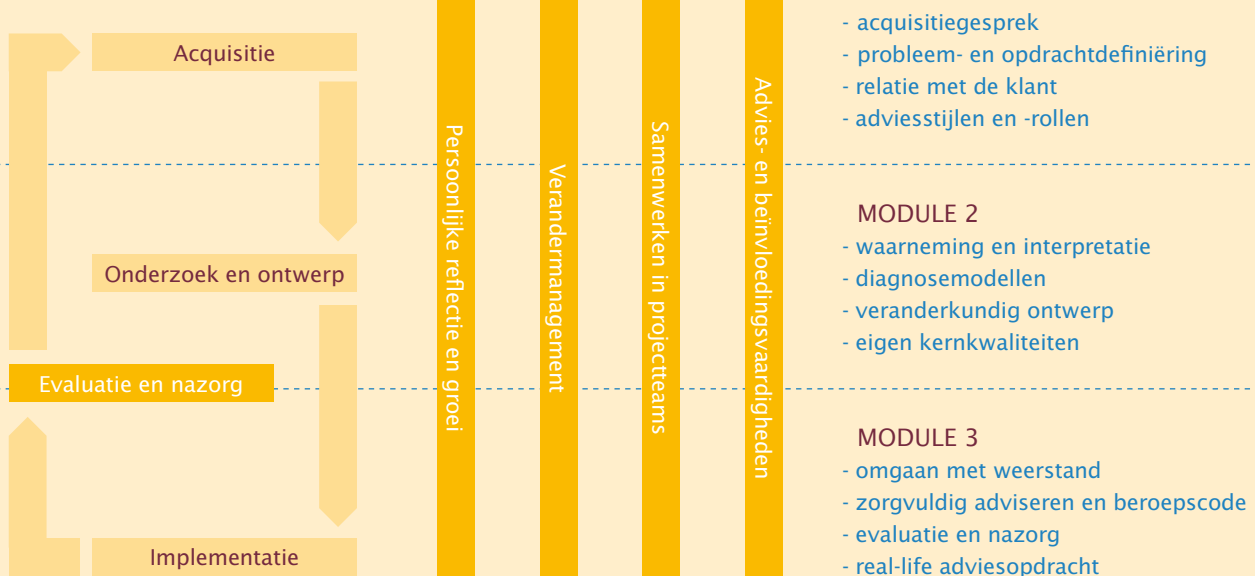 Acquisitie
Onderzoek en ontwerp
Evaluatie en nazorg
Implementatie
Persoonlijke reflectie en groei
Verandermanagement
Samenwerken in projectteams
Advies- en beïnvloedingsvaardigheden
- acquisitiegesprek
- probleem- en opdrachtdefiniëring
- relatie met de klant
- adviesstijlen en -rollen
MODULE 2
- waarneming en interpretatie
- diagnosemodellen
- veranderkundig ontwerp
- eigen kernkwaliteiten
MODULE 3
- omgaan met weerstand
- zorgvuldig adviseren en beroepscode
- evaluatie en nazorg
- real-life adviesopdracht